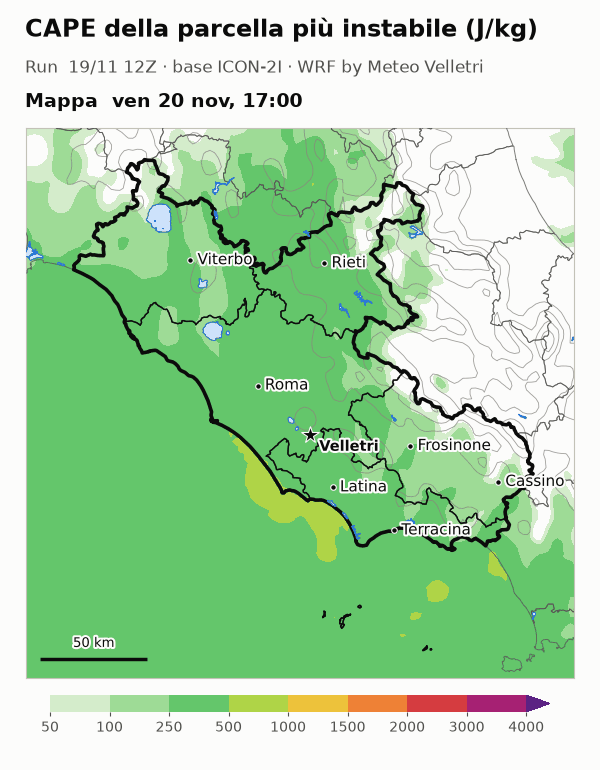 CAPE della parcella più instabile (J/kg)
Run  19/11 12Z · base ICON-2I · WRF by Meteo Velletri
Mappa  ven 20 nov, 17:00
Viterbo
Rieti
Roma
Velletri
Frosinone
Latina
Cassino
Terracina
50 km
50 100 250 500 1000 1500 2000 3000 4000